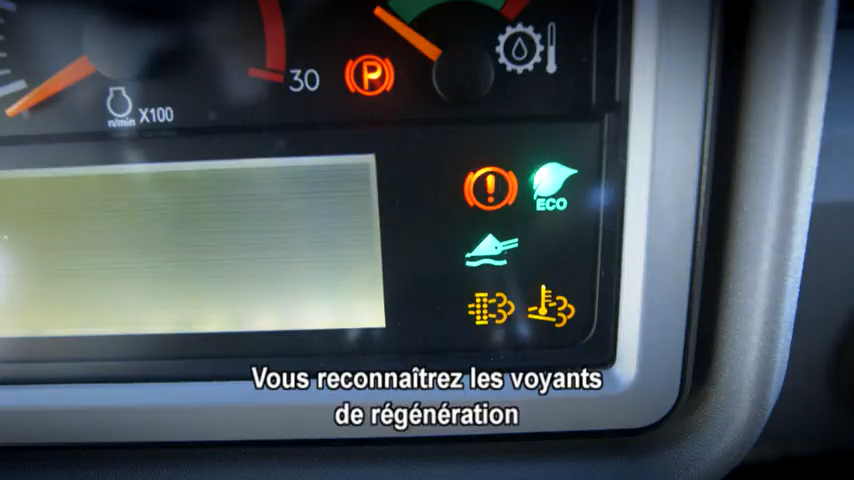 30
P
n/min X100
!
ECO
Vous reconnaîtrez les voyants
de régénération